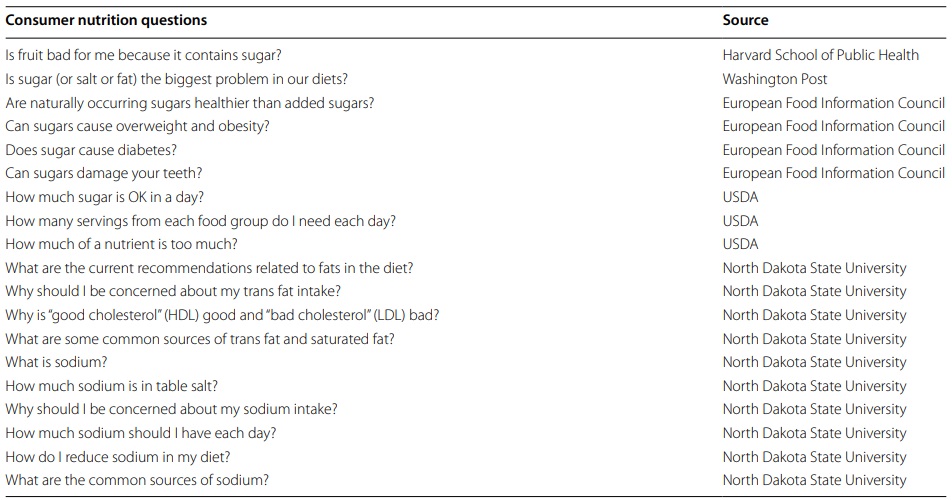 Consumer nutrition questions Source
Is fruit bad for me because it contains sugar? Harvard School of Public Health
Is sugar (or salt or fat) the biggest problem in our diets? Washington Post
Are naturally occurring sugars healthier than added sugars? European Food Information Council
Can sugars cause overweight and obesity? European Food Information Council
Does sugar cause diabetes? European Food Information Council
Can sugars damage your teeth? European Food Information Council
How much sugar is OK in a day? USDA
How many servings from each food group do I need each day? USDA
How much of a nutrient is too much? USDA
What are the current recommendations related to fats in the diet? North Dakota State University
Why should I be concerned about my trans fat intake? North Dakota State University
Why is “good cholesterol” (HDL) good and “bad cholesterol” (LDL) bad? North Dakota State University
What are some common sources of trans fat and saturated fat? North Dakota State University
What is sodium? North Dakota State University
How much sodium is in table salt? North Dakota State University
Why should I be concerned about my sodium intake? North Dakota State University
How much sodium should I have each day? North Dakota State University
How do I reduce sodium in my diet? North Dakota State University
What are the common sources of sodium? North Dakota State University